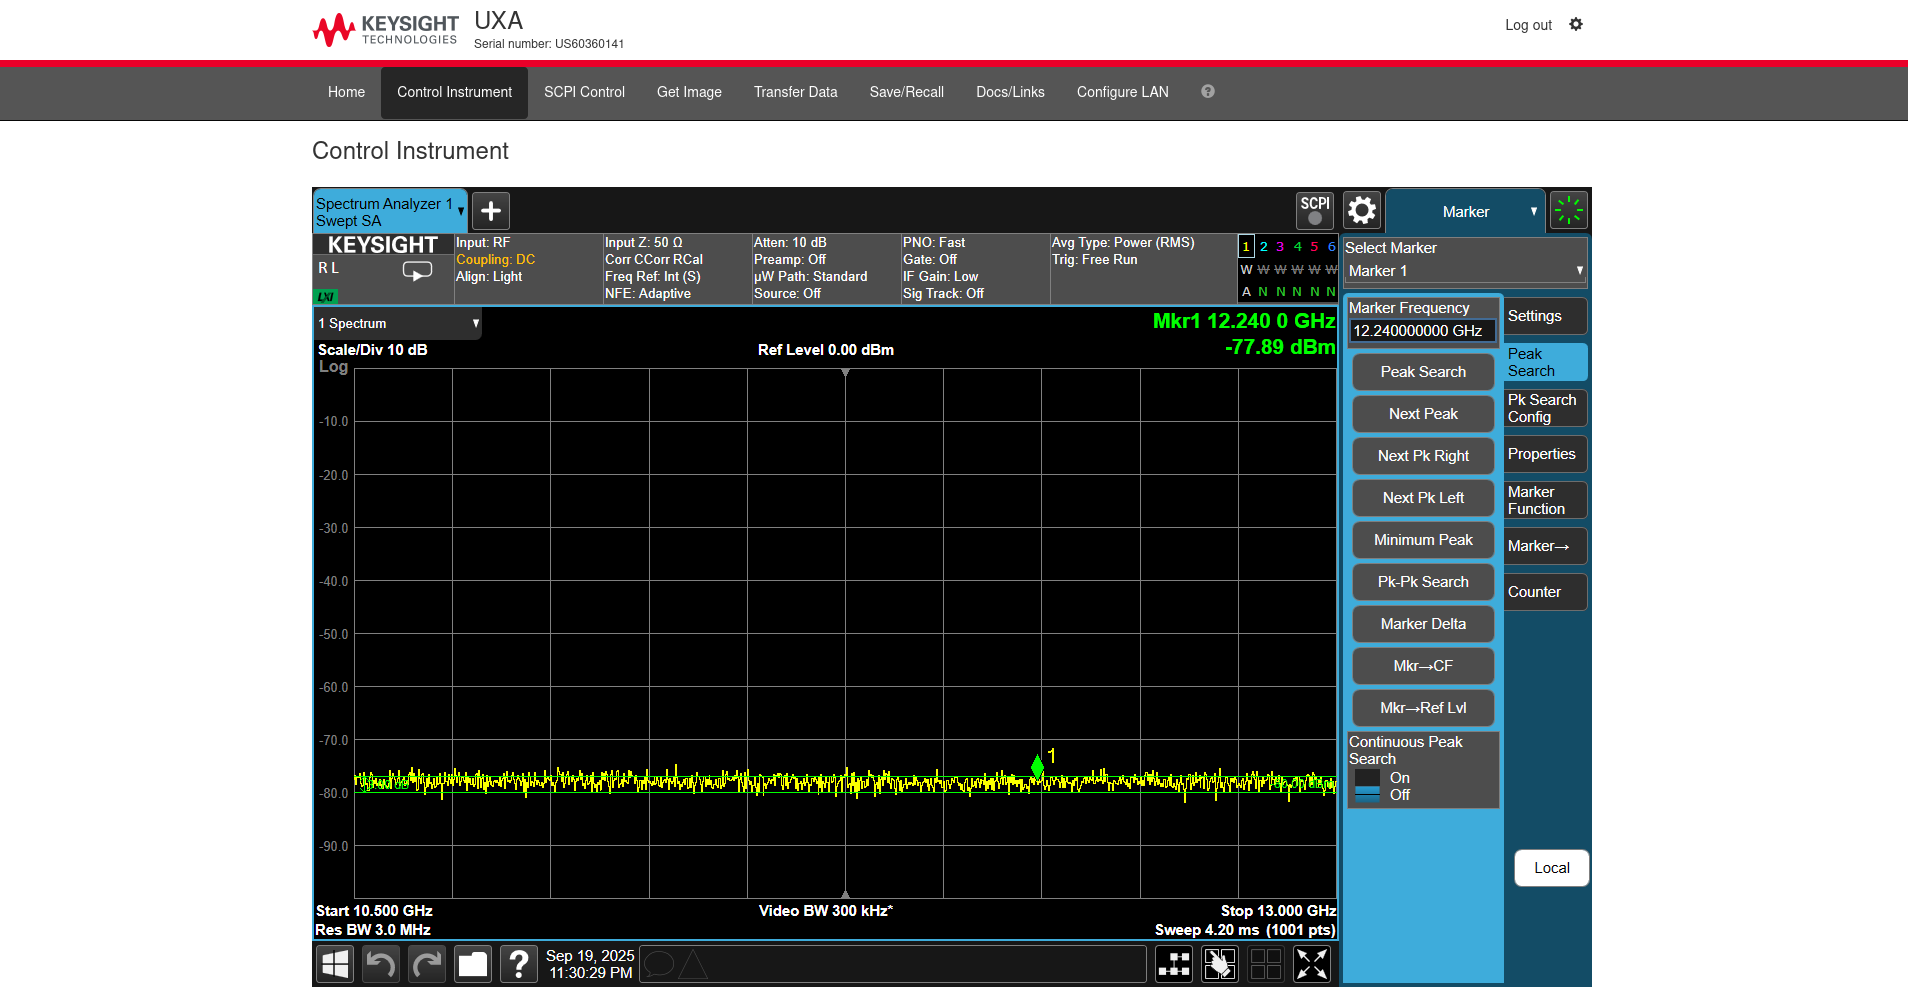 KEYSIGHT
TECHNOLOGIES
UXA
Serial number: US60360141
Log out
Home
Control Instrument
SCPI Control
Get Image
Transfer Data
Save/Recall
Docs/Links
Configure LAN
?
Control Instrument
Spectrum Analyzer 1
Swept SA
SCPI
Marker
KEYSIGHT
R L
LXI
Input: RF
Coupling: DC
Align: Light
Input Z: 50 Ω
Corr CCorr RCal
Freq Ref: Int (S)
NFE: Adaptive
Atten: 10 dB
Preamp: Off
µW Path: Standard
Source: Off
PNO: Fast
Gate: Off
IF Gain: Low
Sig Track: Off
Avg Type: Power (RMS)
Trig: Free Run
1 2 3 4 5 6
W W W W W W
A N N N N N
Select Marker
Marker 1
1 Spectrum
Mkr1 12.240 0 GHz
-77.89 dBm
Scale/Div 10 dB
Ref Level 0.00 dBm
Log
-10.0
-20.0
-30.0
-40.0
-50.0
-60.0
-70.0
-80.0
-90.0
1
Start 10.500 GHz
Video BW 300 kHz*
Stop 13.000 GHz
Res BW 3.0 MHz
Sweep 4.20 ms (1001 pts)
Marker Frequency
12.240000000 GHz
Peak Search
Next Peak
Next Pk Right
Next Pk Left
Minimum Peak
Pk-Pk Search
Marker Delta
Mkr→CF
Mkr→Ref Lvl
Continuous Peak
Search
On
Off
Settings
Peak
Search
Pk Search
Config
Properties
Marker
Function
Marker→
Counter
Local
?
Sep 19, 2025
11:30:29 PM